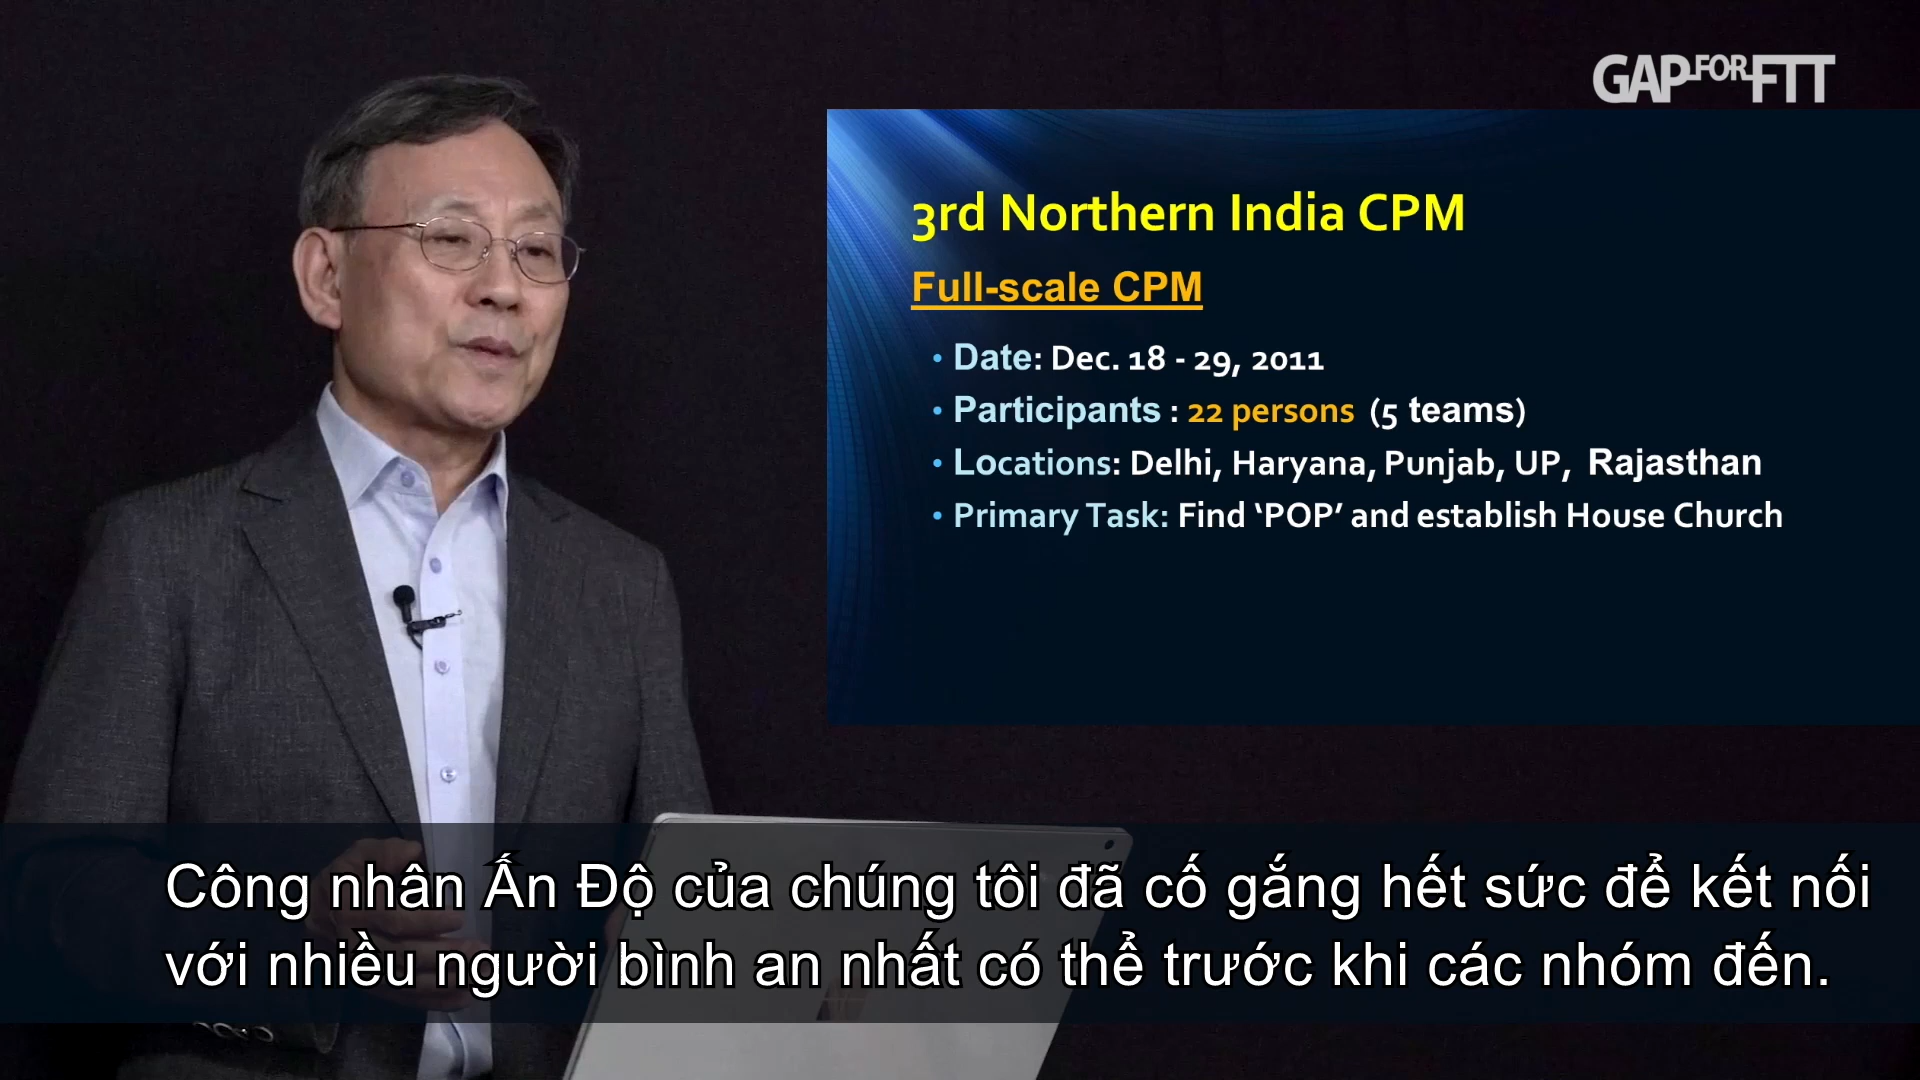 GAP FOR FTT
3rd Northern India CPM
Full-scale CPM
• Date: Dec. 18 - 29, 2011
• Participants : 22 persons (5 teams)
• Locations: Delhi, Haryana, Punjab, UP, Rajasthan
• Primary Task: Find ‘POP’ and establish House Church
Công nhân Ấn Độ của chúng tôi đã cố gắng hết sức để kết nối
với nhiều người bình an nhất có thể trước khi các nhóm đến.